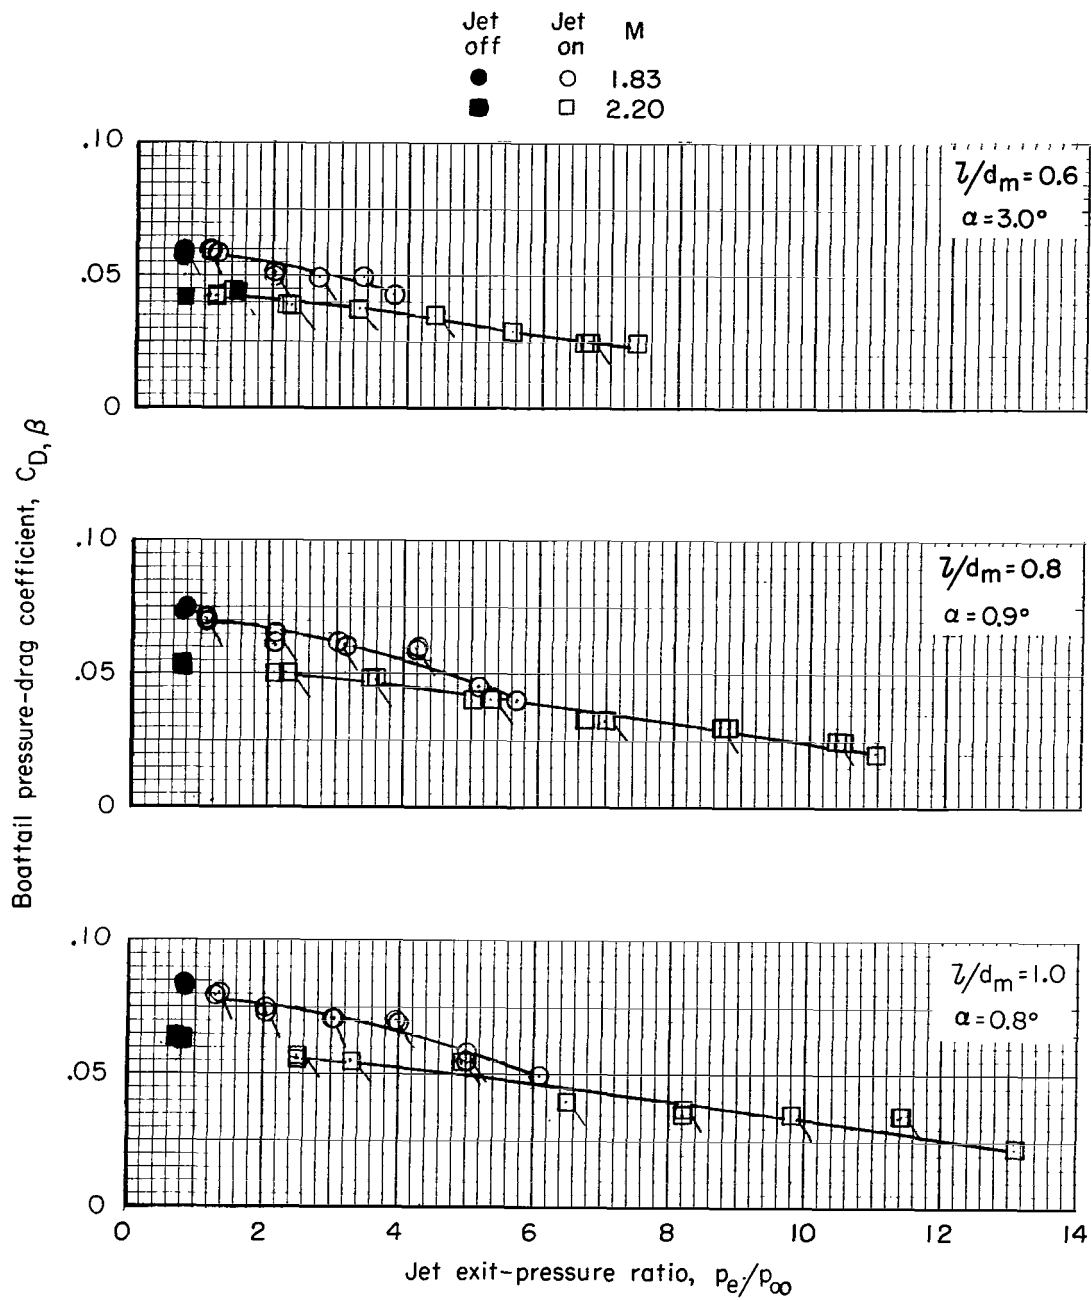 Jet off
Jet on
M
1.83
2.20
.10
.05
0
l/dm = 0.6
α = 3.0°
.10
.05
0
l/dm = 0.8
α = 0.9°
.10
.05
0
l/dm = 1.0
α = 0.8°
Boattail pressure-drag coefficient, CD,β
0 2 4 6 8 10 12 14
Jet exit-pressure ratio, pe/p∞